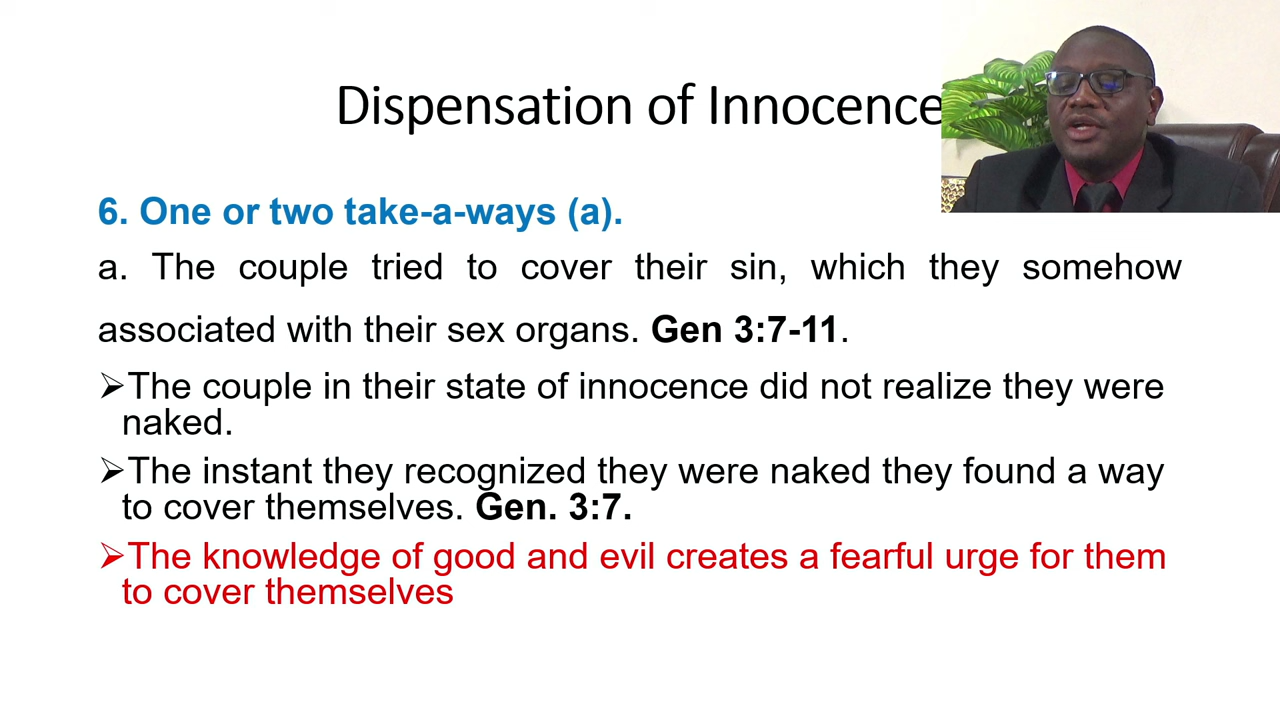 Dispensation of Innocence
6. One or two take-a-ways (a).
a. The couple tried to cover their sin, which they somehow
associated with their sex organs. Gen 3:7-11.
➢The couple in their state of innocence did not realize they were
naked.
➢The instant they recognized they were naked they found a way
to cover themselves. Gen. 3:7.
➢The knowledge of good and evil creates a fearful urge for them
to cover themselves